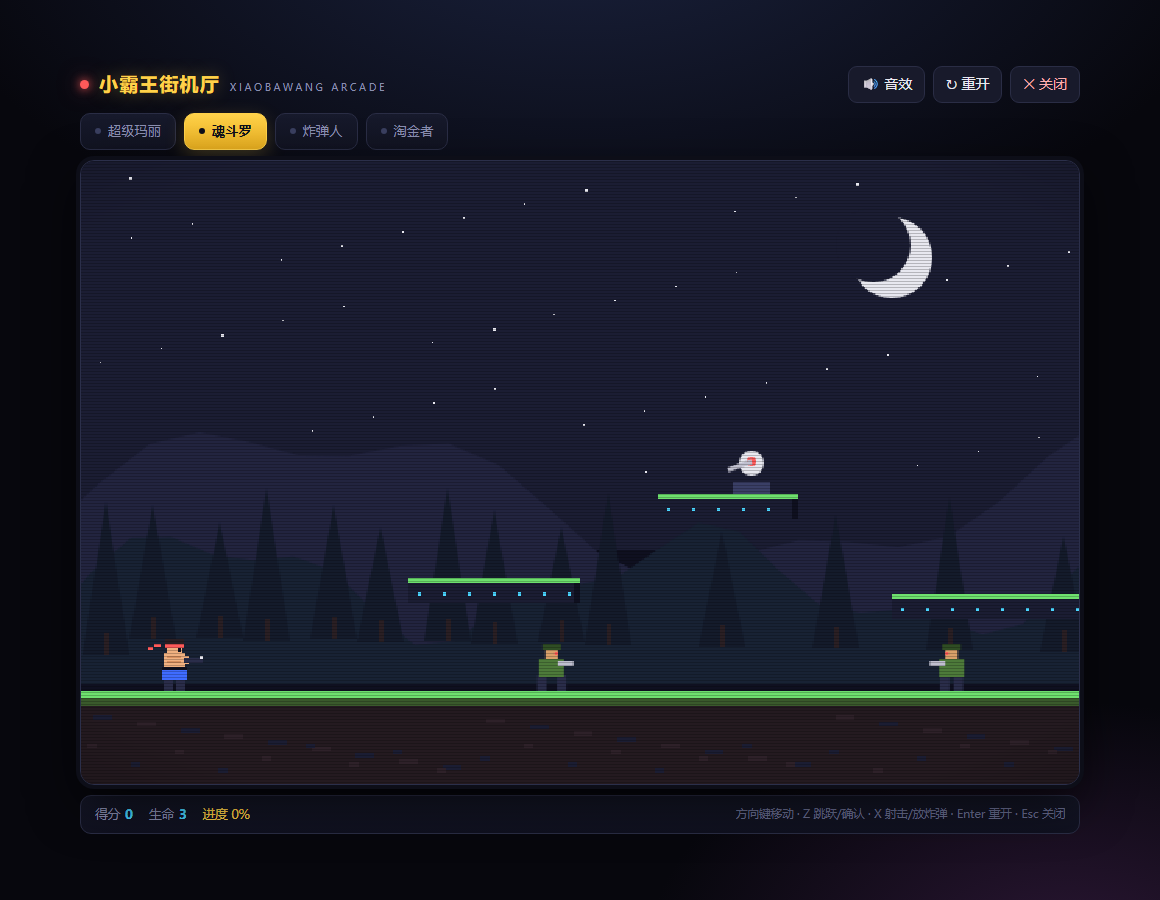 小霸王街机厅 XIAOBAWANG ARCADE 音效 ↻ 重开 ✕ 关闭
超级玛丽 魂斗罗 炸弹人 淘金者
得分 0 生命 3 进度 0% 方向键移动 · Z 跳跃/确认 · X 射击/放炸弹 · Enter 重开 · Esc 关闭